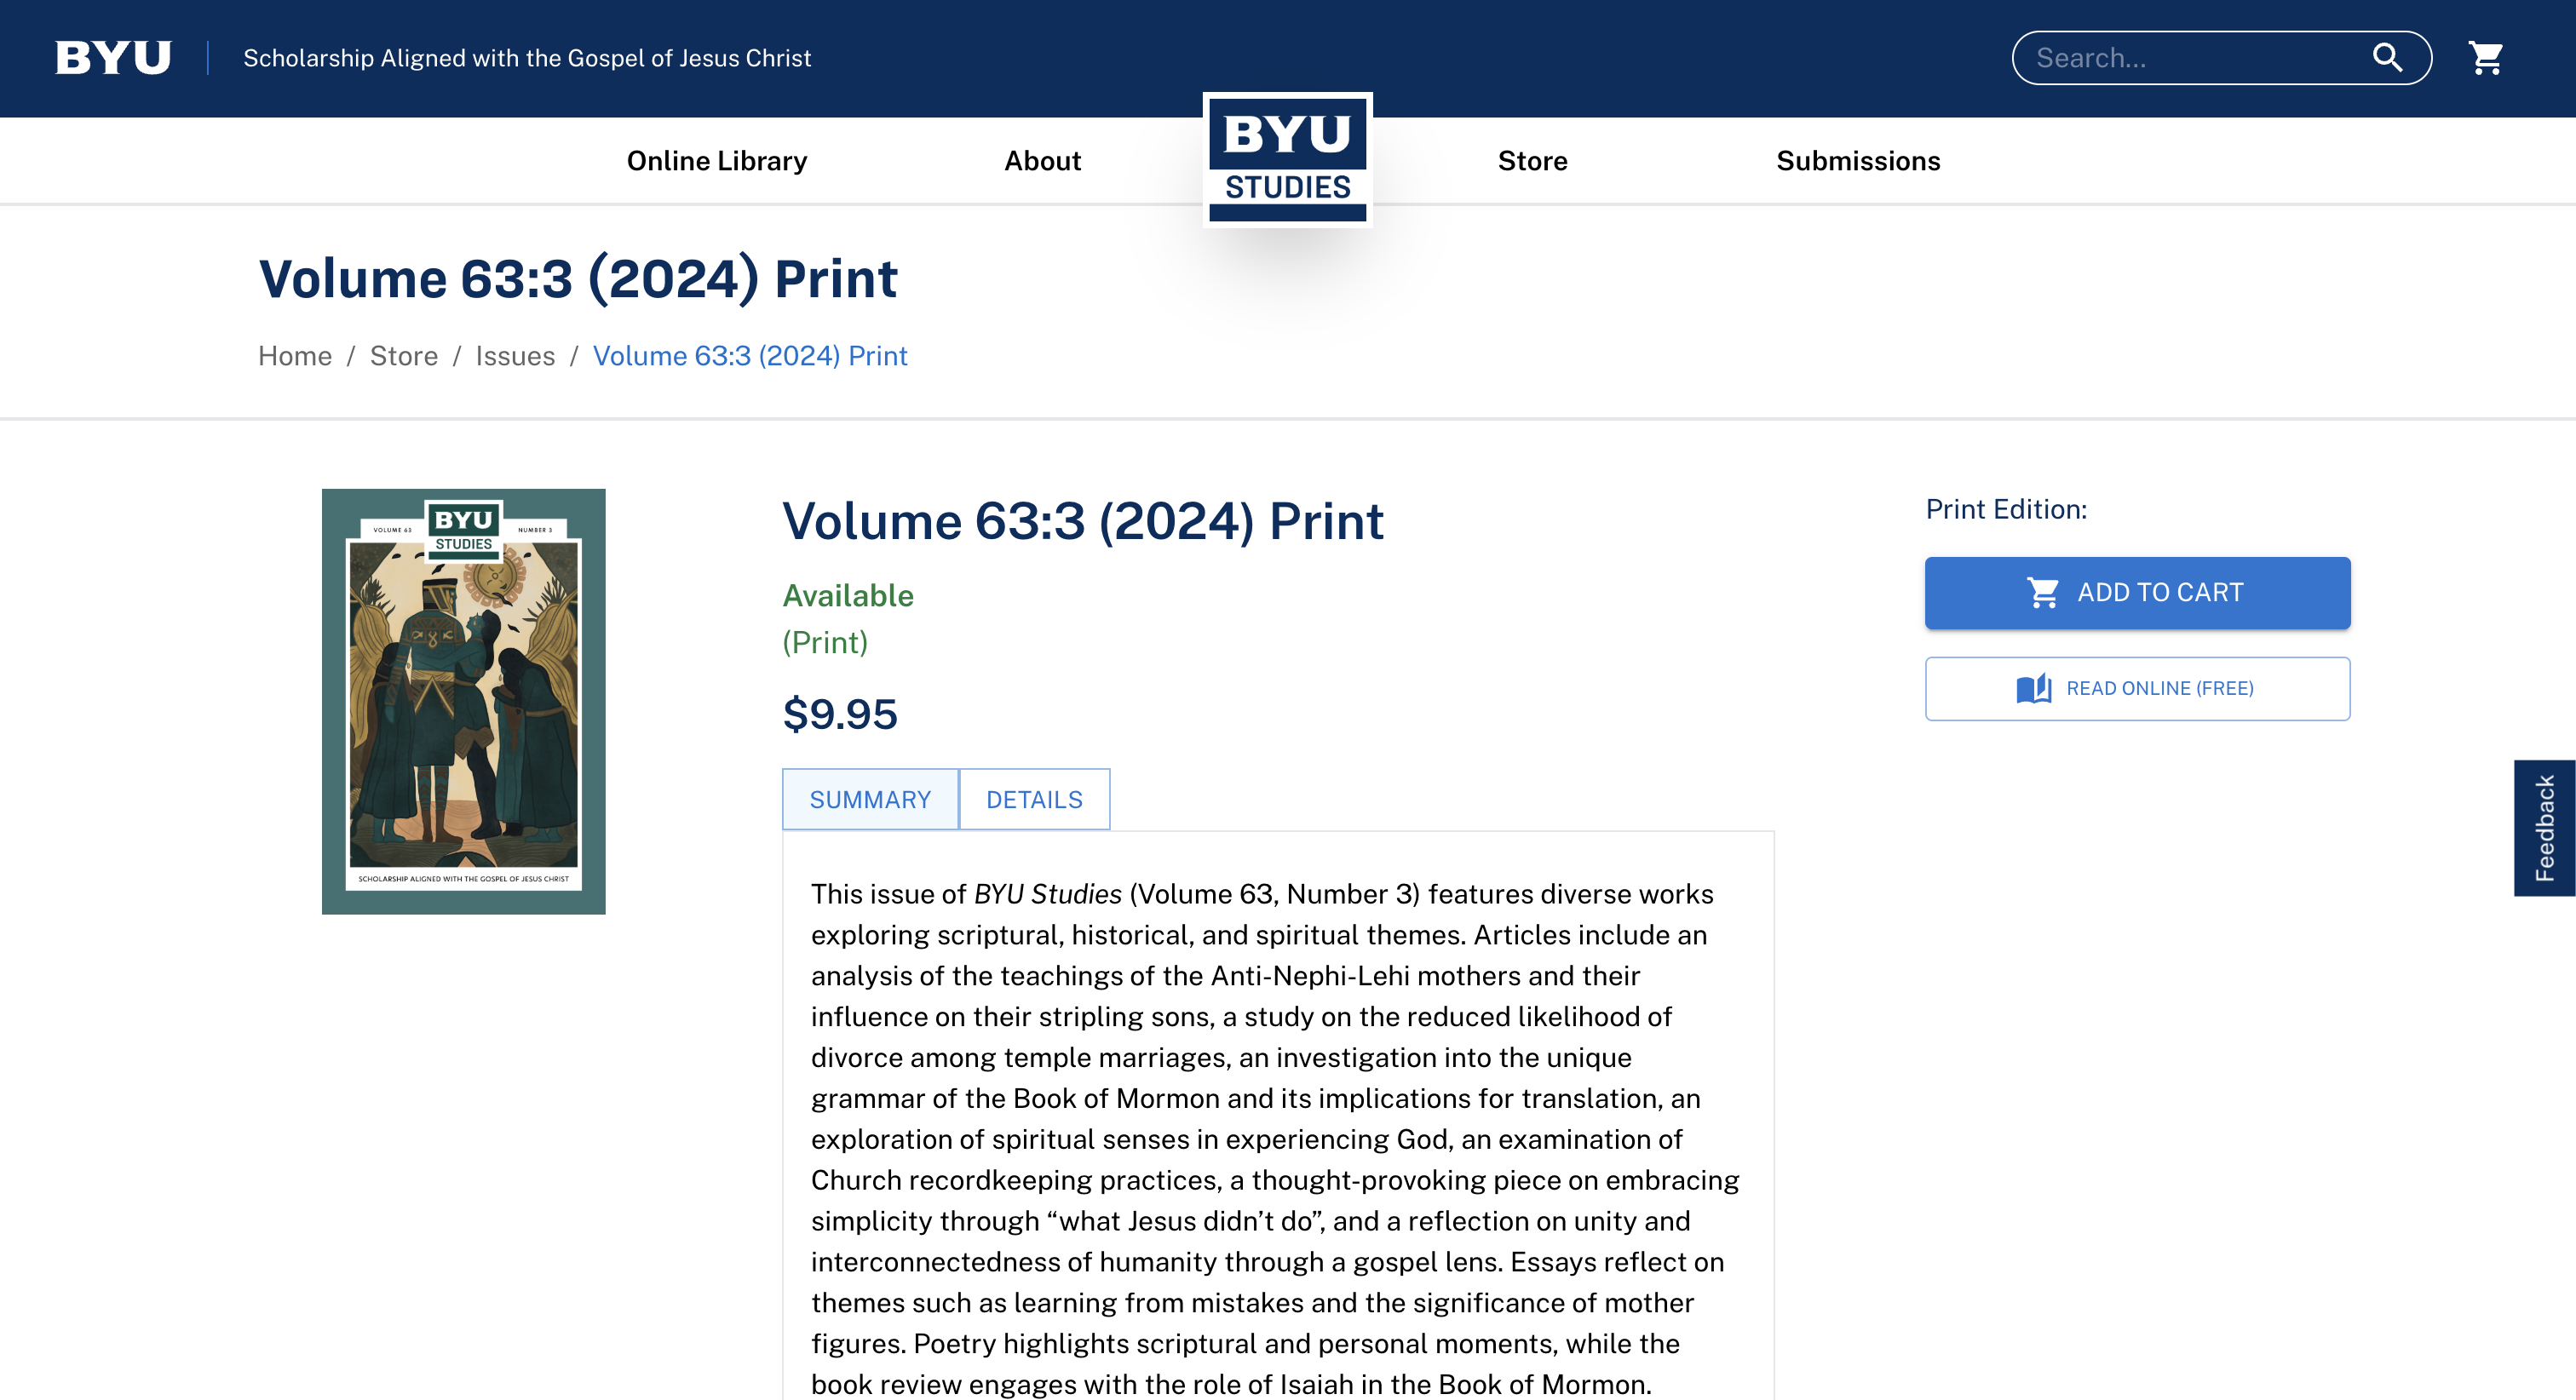 BYU
Scholarship Aligned with the Gospel of Jesus Christ
Search...
Online Library
About
BYU
STUDIES
Store
Submissions
Volume 63:3 (2024) Print
Home / Store / Issues / Volume 63:3 (2024) Print
VOLUME 63
BYU
STUDIES
NUMBER 3
SCHOLARSHIP ALIGNED WITH THE GOSPEL OF JESUS CHRIST
Volume 63:3 (2024) Print
Available
(Print)
$9.95
SUMMARY
DETAILS
This issue of BYU Studies (Volume 63, Number 3) features diverse works
exploring scriptural, historical, and spiritual themes. Articles include an
analysis of the teachings of the Anti-Nephi-Lehi mothers and their
influence on their stripling sons, a study on the reduced likelihood of
divorce among temple marriages, an investigation into the unique
grammar of the Book of Mormon and its implications for translation, an
exploration of spiritual senses in experiencing God, an examination of
Church recordkeeping practices, a thought-provoking piece on embracing
simplicity through “what Jesus didn’t do”, and a reflection on unity and
interconnectedness of humanity through a gospel lens. Essays reflect on
themes such as learning from mistakes and the significance of mother
figures. Poetry highlights scriptural and personal moments, while the
book review engages with the role of Isaiah in the Book of Mormon.
Print Edition:
ADD TO CART
READ ONLINE (FREE)
Feedback